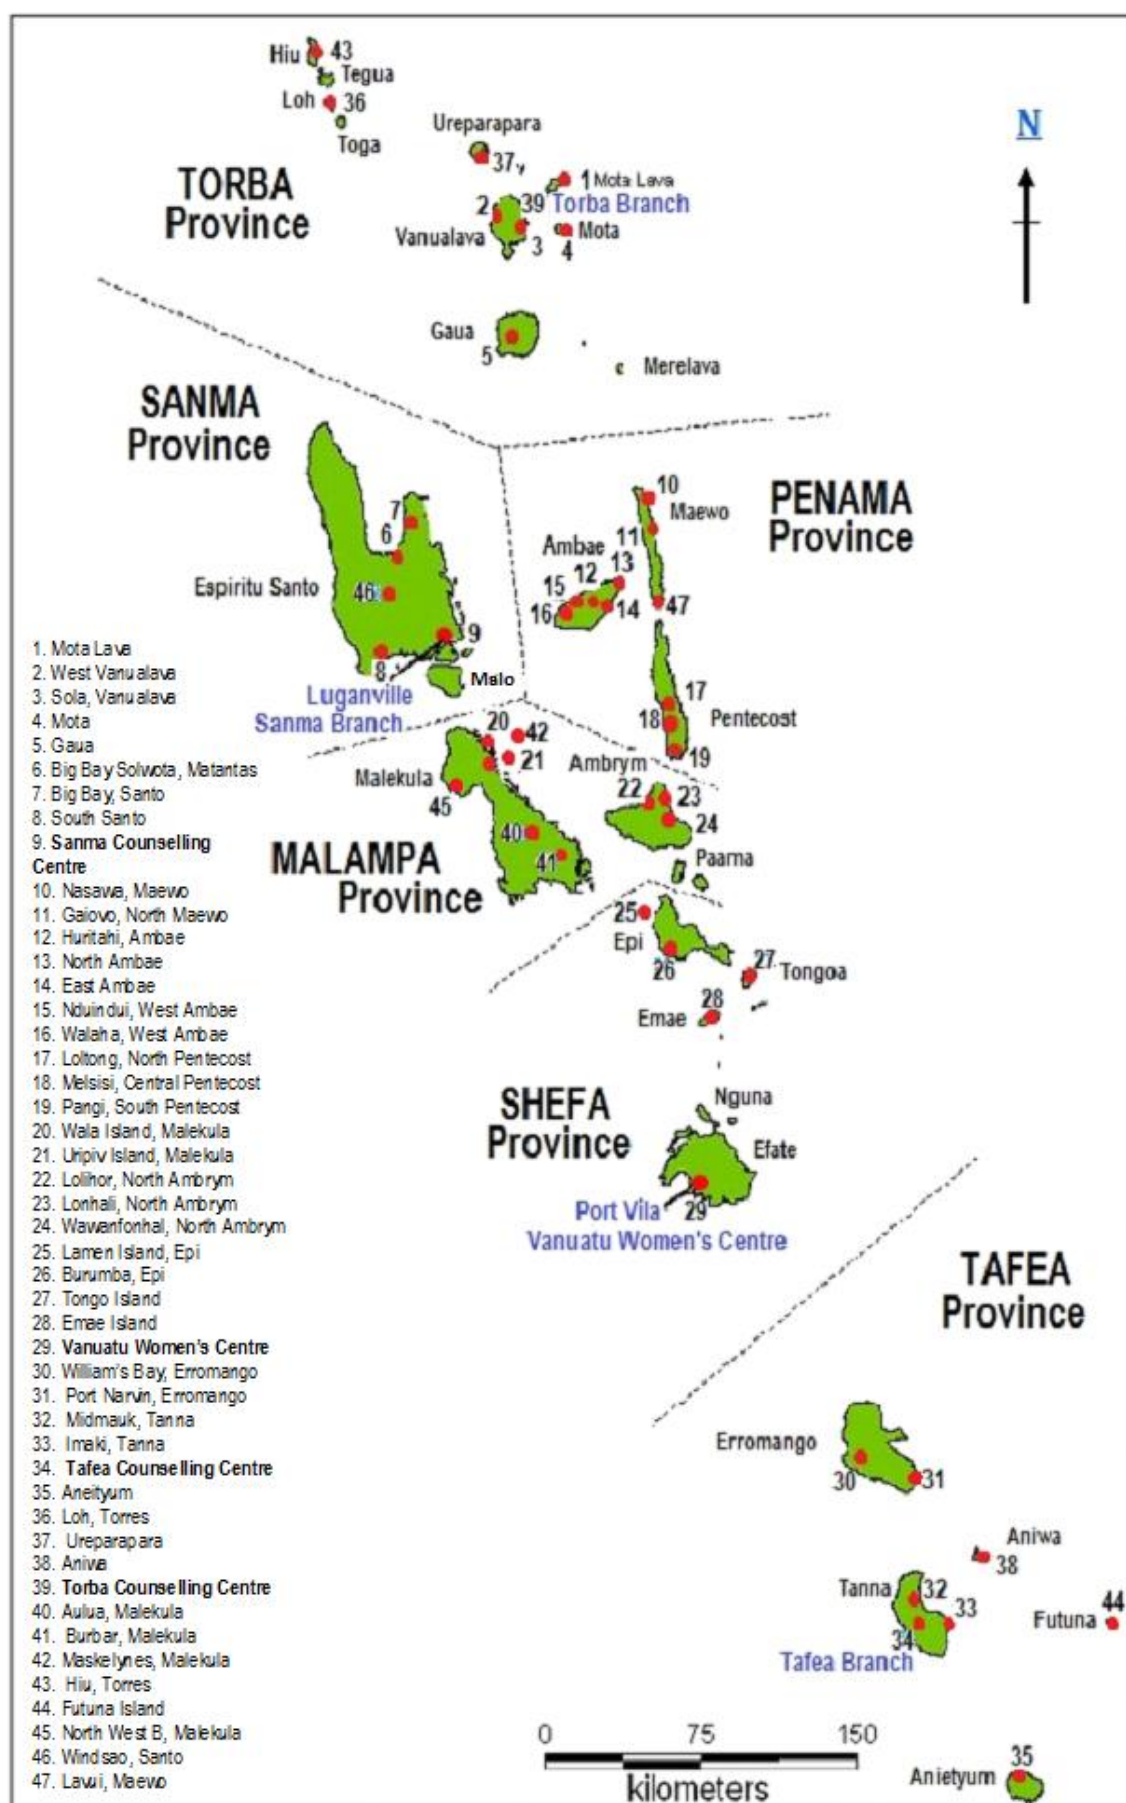 Hiu 43
Tegua
Loh 36
Toga
Ureparapara
37
1 Mota Lava
TORBA
Province
2
39 Torba Branch
Vanualava
3
4
Mota
Gaua
5
Merelava
N
SANMA
Province
7
6
Espiritu Santo
46
9
8
Malo
Luganville
Sanma Branch
PENAMA
Province
10
Maewo
11
Ambae
13
12
15
16
14
47
17
18
Pentecost
19
20
42
21
Malekula
45
40
41
MALAMPA
Province
Ambrym
22
23
24
Paama
25
Epi
26
27
Tongoa
28
Emae
SHEFA
Province
Nguna
Efate
Port Vila
29
Vanuatu Women's Centre
TAFEA
Province
Erromango
30
31
Aniwa
38
Tanna
32
33
34
Tafea Branch
44
Futuna
35
Anietyum
0 75 150
kilometers
1. Mota Lava
2. West Vanualava
3. Sola, Vanualava
4. Mota
5. Gaua
6. Big Bay Solwota, Matantas
7. Big Bay, Santo
8. South Santo
9. Sanma Counselling
Centre
10. Nasawa, Maewo
11. Gaiovo, North Maewo
12. Huritahi, Ambae
13. North Ambae
14. East Ambae
15. Nduindui, West Ambae
16. Walaha, West Ambae
17. Loltong, North Pentecost
18. Melsisi, Central Pentecost
19. Pangi, South Pentecost
20. Wala Island, Malekula
21. Uripiv Island, Malekula
22. Lolihor, North Ambrym
23. Lonhali, North Ambrym
24. Wawanfonhal, North Ambrym
25. Lamen Island, Epi
26. Burumba, Epi
27. Tongo Island
28. Emae Island
29. Vanuatu Women's Centre
30. William's Bay, Erromango
31. Port Narvin, Erromango
32. Midmauk, Tanna
33. Imaki, Tanna
34. Tafea Counselling Centre
35. Aneityum
36. Loh, Torres
37. Ureparapara
38. Aniwa
39. Torba Counselling Centre
40. Aulua, Malekula
41. Burbar, Malekula
42. Maskelynes, Malekula
43. Hiu, Torres
44. Futuna Island
45. North West B, Malekula
46. Windsao, Santo
47. Lavui, Maewo